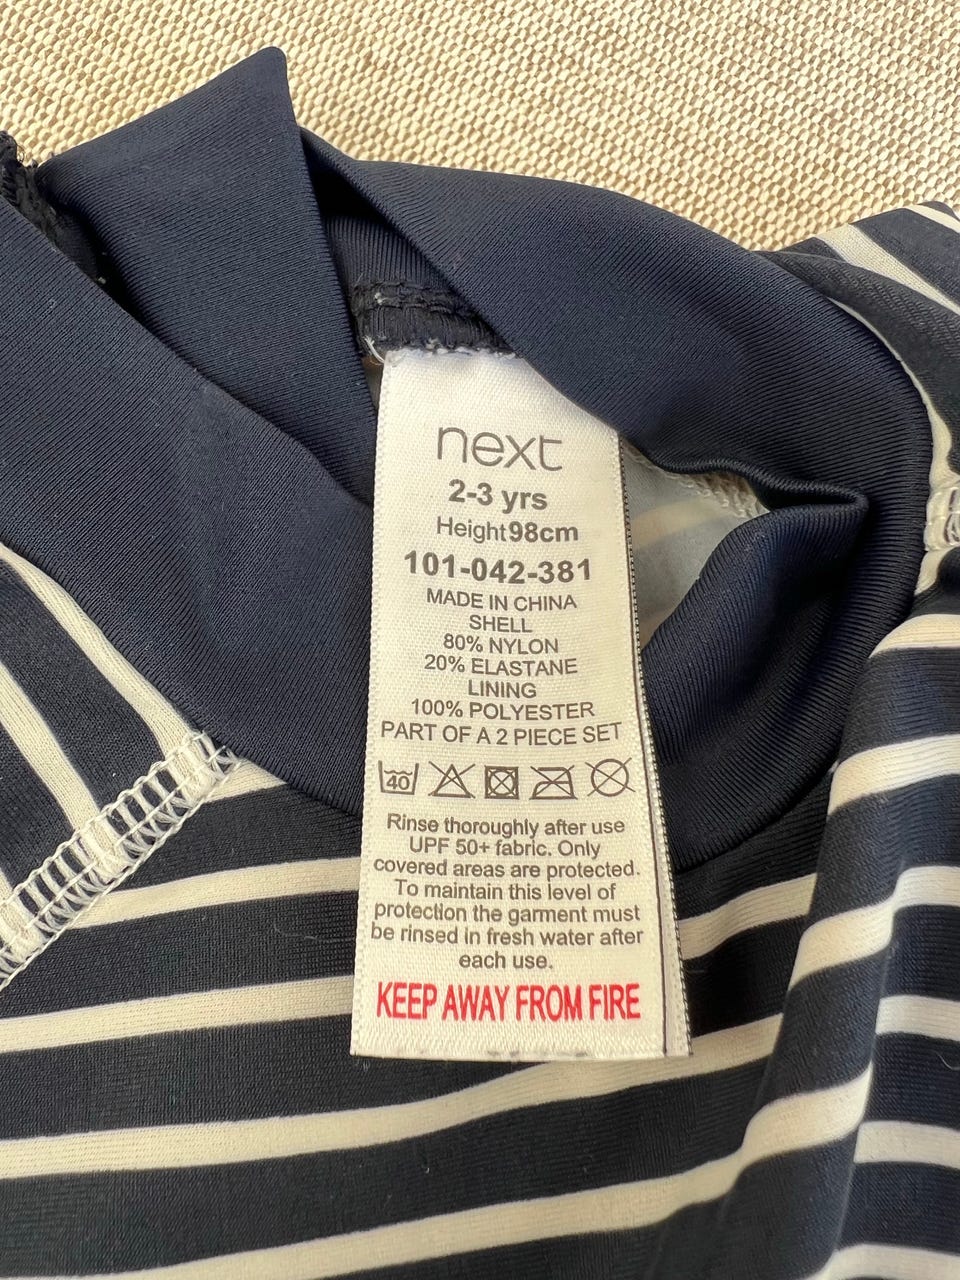 next
2-3 yrs
Height98cm
101-042-381
MADE IN CHINA
SHELL
80% NYLON
20% ELASTANE
LINING
100% POLYESTER
PART OF A 2 PIECE SET
40
Rinse thoroughly after use
UPF 50+ fabric. Only
covered areas are protected.
To maintain this level of
protection the garment must
be rinsed in fresh water after
each use.
KEEP AWAY FROM FIRE